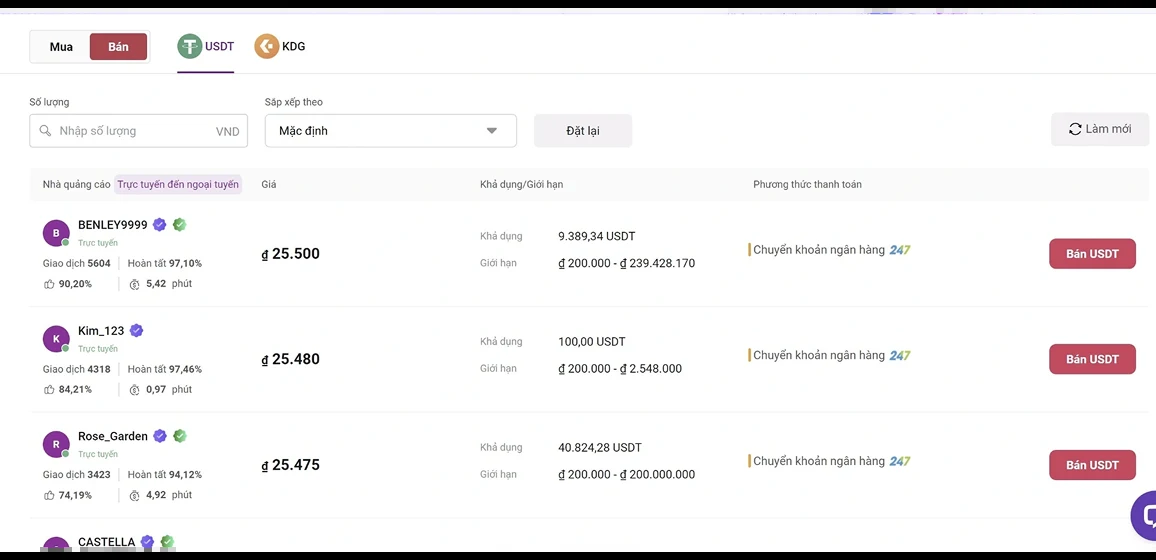 Mua Bán USDT KDG
Số lượng Sắp xếp theo
Nhập số lượng VND Mặc định Đặt lại Làm mới
Nhà quảng cáo Trực tuyến đến ngoại tuyến Giá Khả dụng/Giới hạn Phương thức thanh toán
B BENLEY9999
Trực tuyến
Giao dịch 5604 Hoàn tất 97,10%
90,20% 5,42 phút
₫ 25.500
Khả dụng 9.389,34 USDT
Giới hạn ₫ 200.000 - ₫ 239.428.170
Chuyển khoản ngân hàng 247
Bán USDT
K Kim_123
Trực tuyến
Giao dịch 4318 Hoàn tất 97,46%
84,21% 0,97 phút
₫ 25.480
Khả dụng 100,00 USDT
Giới hạn ₫ 200.000 - ₫ 2.548.000
Chuyển khoản ngân hàng 247
Bán USDT
R Rose_Garden
Trực tuyến
Giao dịch 3423 Hoàn tất 94,12%
74,19% 4,92 phút
₫ 25.475
Khả dụng 40.824,28 USDT
Giới hạn ₫ 200.000 - ₫ 200.000.000
Chuyển khoản ngân hàng 247
Bán USDT
CASTELLA